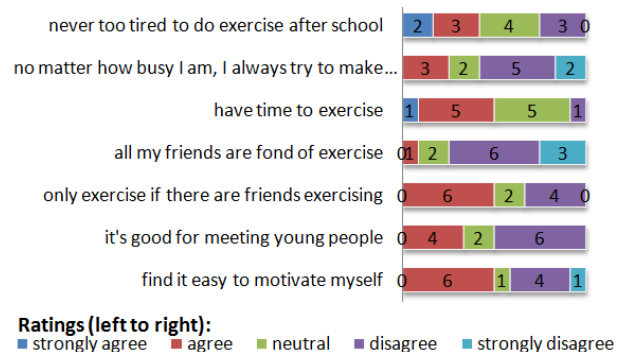 never too tired to do exercise after school 2 3 4 3 0
no matter how busy I am, I always try to make... 3 2 5 2
have time to exercise 1 5 5 1
all my friends are fond of exercise 0 1 2 6 3
only exercise if there are friends exercising 0 6 2 4 0
it's good for meeting young people 0 4 2 6
find it easy to motivate myself 0 6 1 4 1
Ratings (left to right):
strongly agree agree neutral disagree strongly disagree